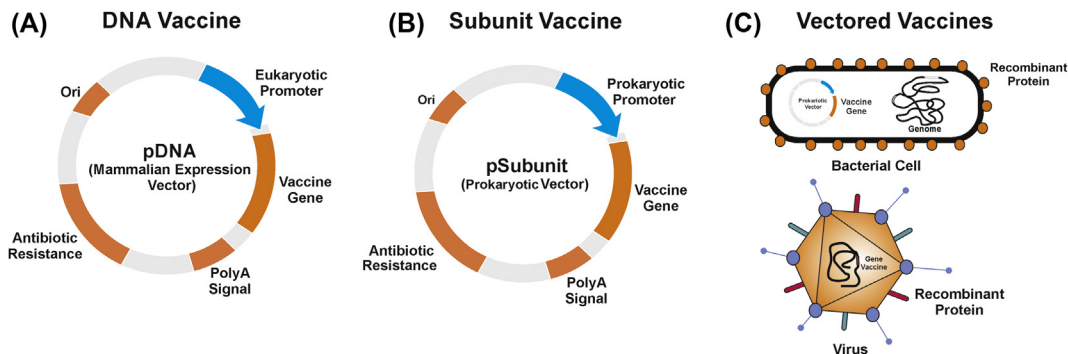 (A)
DNA Vaccine
Ori
Eukaryotic
Promoter
pDNA
(Mammalian Expression
Vector)
Vaccine
Gene
Antibiotic
Resistance
PolyA
Signal
(B)
Subunit Vaccine
Ori
Prokaryotic
Promoter
pSubunit
(Prokaryotic Vector)
Vaccine
Gene
Antibiotic
Resistance
PolyA
Signal
(C)
Vectored Vaccines
Recombinant
Protein
Prokariotic
Vector
Vaccine
Gene
Genome
Bacterial Cell
Gene
Vaccine
Recombinant
Protein
Virus